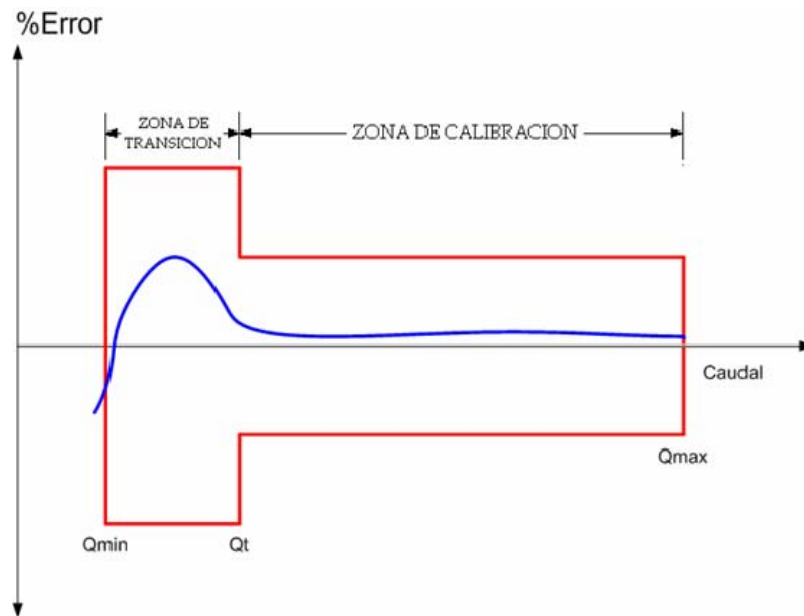 %Error
ZONA DE
TRANSICION
ZONA DE CALIBRACION
Caudal
Qmax
Qmin
Qt